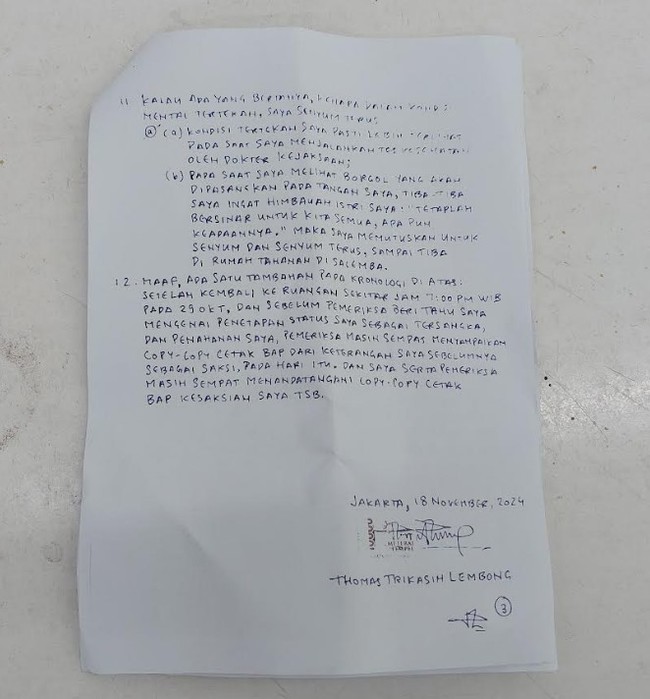 11. KALAU ADA YANG BERTANYA, KENAPA DALAM KONDISI
MENTAL TERTEKAN, SAYA SENYUM TERUS
(a) KONDISI TERTEKAN SAYA PASTI LEBIH TERLIHAT
PADA SAAT SAYA MENJALANKAN TES KESEHATAN
OLEH DOKTER KEJAKSAAN;
(b) PADA SAAT SAYA MELIHAT BORGOL YANG AKAN
DIPASANGKAN PADA TANGAN SAYA, TIBA-TIBA
SAYA INGAT HIMBAUAN ISTRI SAYA: "TETAPLAH
BERSINAR UNTUK KITA SEMUA, APA PUN
KEADAANNYA." MAKA SAYA MEMUTUSKAN UNTUK
SENYUM DAN SENYUM TERUS, SAMPAI TIBA
DI RUMAH TAHANAN DI SALEMBA.
12. MAAF, ADA SATU TAMBAHAN PADA KRONOLOGI DI ATAS:
SETELAH KEMBALI KE RUANGAN SEKITAR JAM 7:00 PM WIB
PADA 29 OKT, DAN SEBELUM PEMERIKSA BERI TAHU SAYA
MENGENAI PENETAPAN STATUS SAYA SEBAGAI TERSANGKA,
DAN PENAHANAN SAYA, PEMERIKSA MASIH SEMPAT MENYAMPAIKAN
COPY-COPY CETAK BAP DARI KETERANGAN SAYA SEBELUMNYA
SEBAGAI SAKSI, PADA HARI ITU. DAN SAYA SERTA PEMERIKSA
MASIH SEMPAT MENANDATANGANI COPY-COPY CETAK
BAP KESAKSIAN SAYA TSB.
JAKARTA, 18 NOVEMBER, 2024
THOMAS TRIKASIH LEMBONG
3